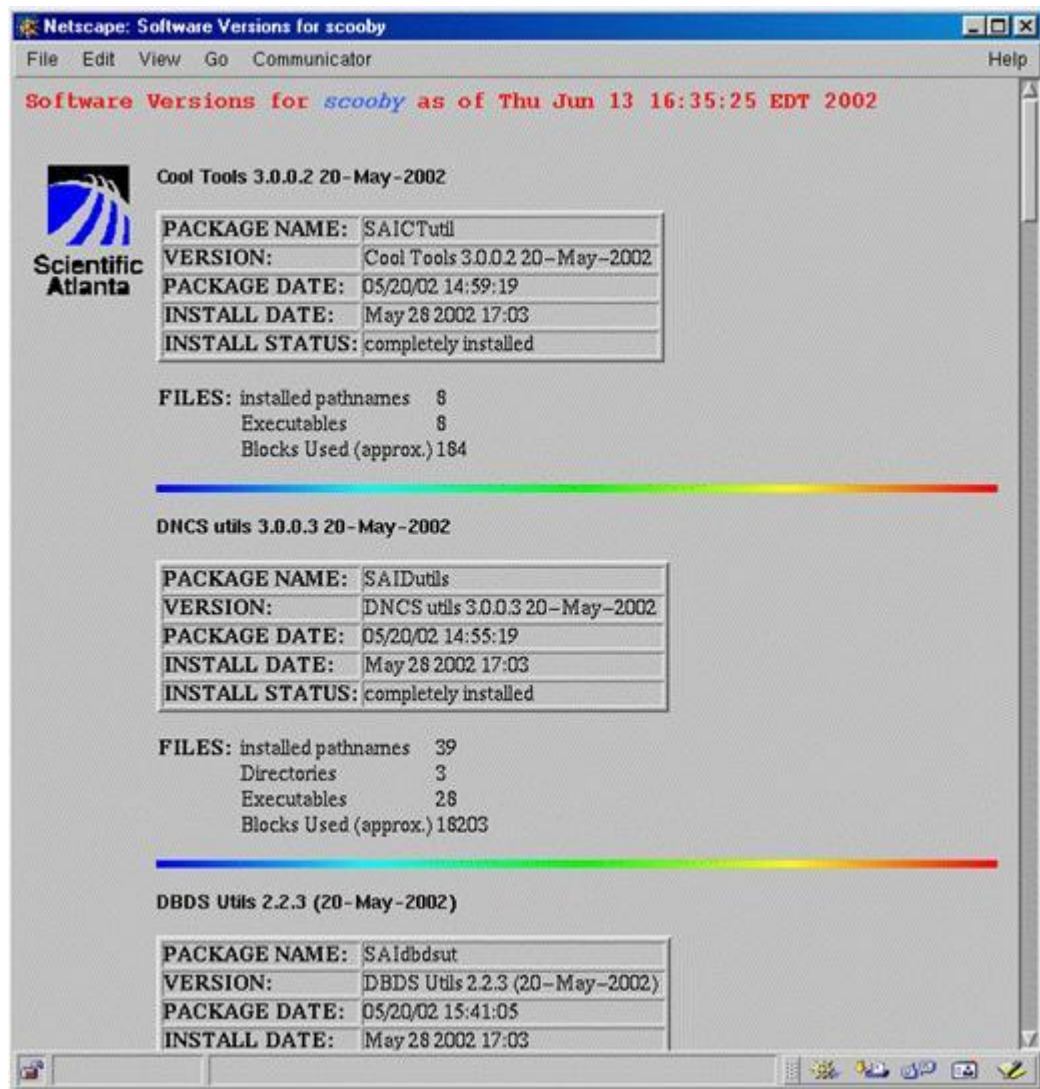 Netscape: Software Versions for scooby
File Edit View Go Communicator Help
Software Versions for scooby as of Thu Jun 13 16:35:25 EDT 2002
Scientific
Atlanta
Cool Tools 3.0.0.2 20-May-2002
PACKAGE NAME: SAICTutil
VERSION: Cool Tools 3.0.0.2 20-May-2002
PACKAGE DATE: 05/20/02 14:59:19
INSTALL DATE: May 28 2002 17:03
INSTALL STATUS: completely installed
FILES: installed pathnames 8
Executables 8
Blocks Used (approx.) 184
DNCS utils 3.0.0.3 20-May-2002
PACKAGE NAME: SAIDutils
VERSION: DNCS utils 3.0.0.3 20-May-2002
PACKAGE DATE: 05/20/02 14:55:19
INSTALL DATE: May 28 2002 17:03
INSTALL STATUS: completely installed
FILES: installed pathnames 39
Directories 3
Executables 28
Blocks Used (approx.) 18203
DBDS Utils 2.2.3 (20-May-2002)
PACKAGE NAME: SAIdbdsut
VERSION: DBDS Utils 2.2.3 (20-May-2002)
PACKAGE DATE: 05/20/02 15:41:05
INSTALL DATE: May 28 2002 17:03